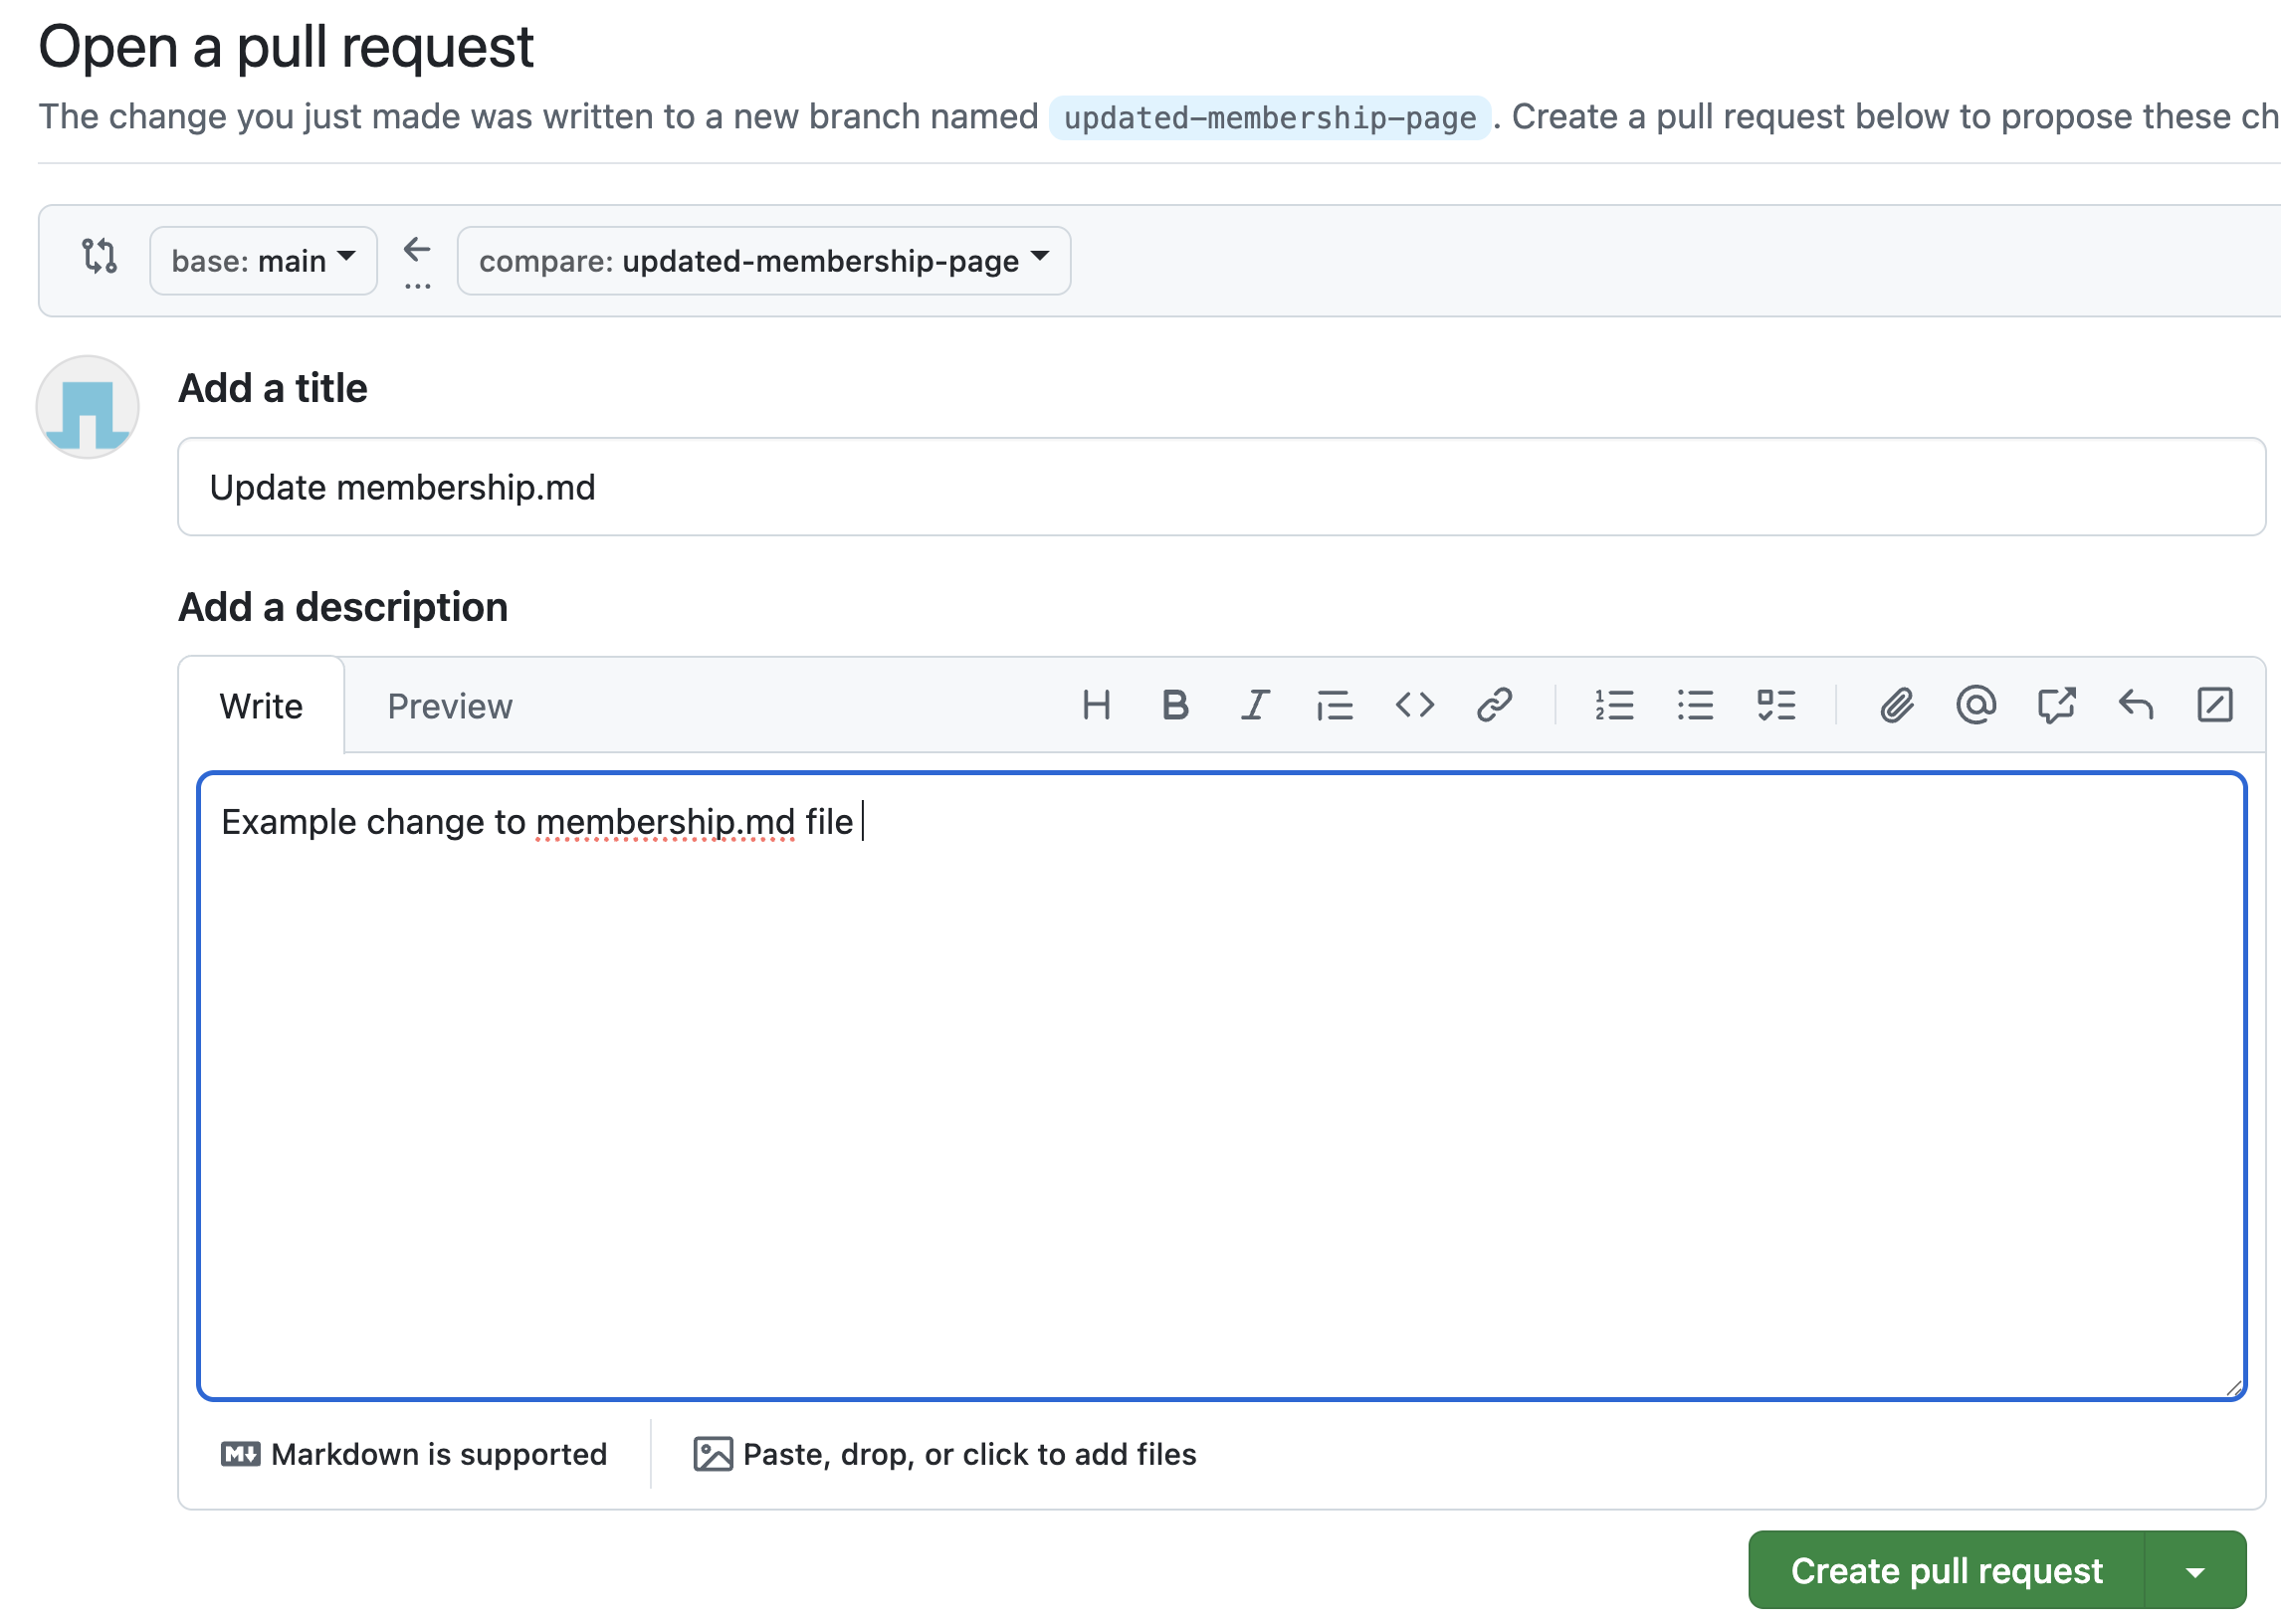 Open a pull request
The change you just made was written to a new branch named updated-membership-page. Create a pull request below to propose these ch
base: main
compare: updated-membership-page
Add a title
Update membership.md
Add a description
Write Preview
Example change to membership.md file
Markdown is supported
Paste, drop, or click to add files
Create pull request